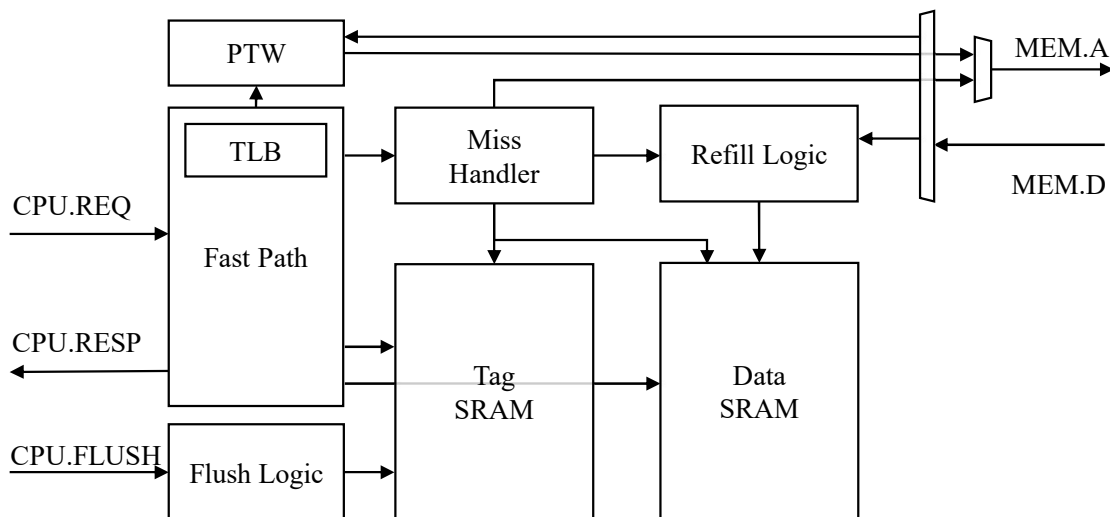 PTW
MEM.A
TLB
Miss
Handler
Refill Logic
MEM.D
CPU.REQ
Fast Path
CPU.RESP
Tag
SRAM
Data
SRAM
CPU.FLUSH
Flush Logic